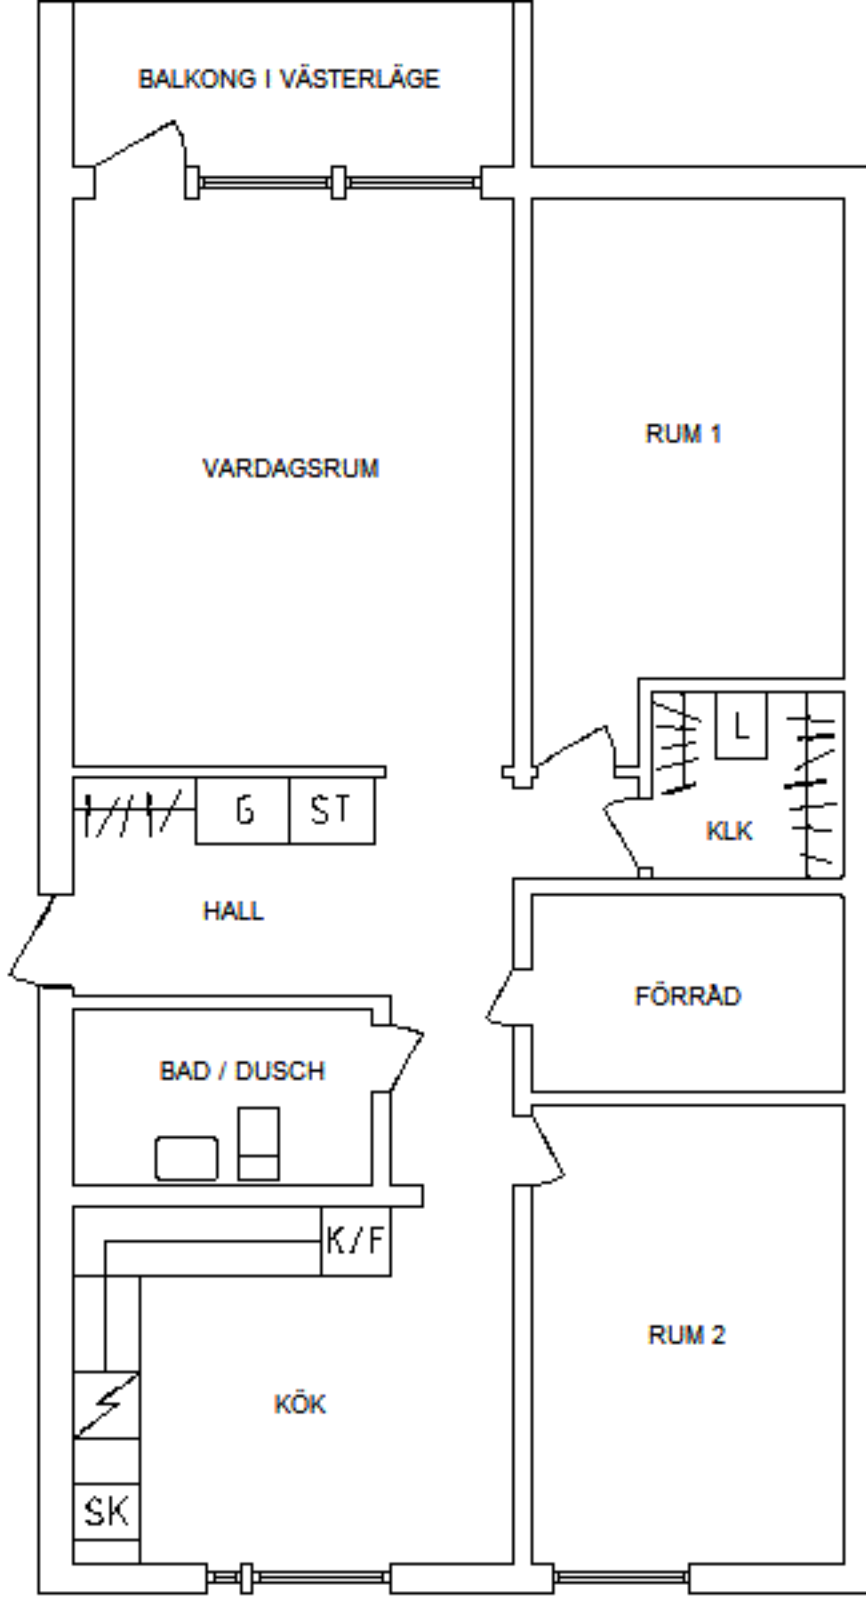 BALKONG I VÄSTERLÄGE
RUM 1
VARDAGSRUM
L
G
ST
KLK
HALL
FÖRRÅD
BAD / DUSCH
K/F
RUM 2
KÖK
SK